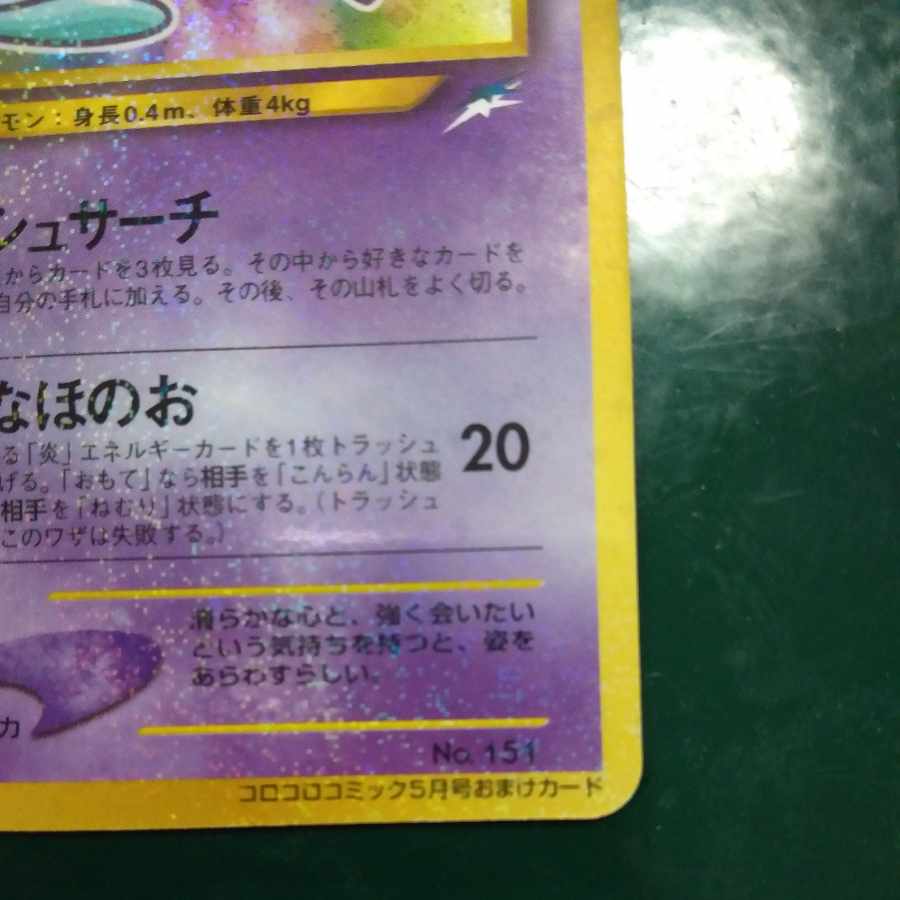 モン：身長0.4m、体重4kg
シュサーチ
からカードを3枚見る。その中から好きなカードを
自分の手札に加える。その後、その山札をよく切る。
なほのお
る「炎」エネルギーカードを1枚トラッシュ
20
げる。「おもて」なら相手を「こんらん」状態
相手を「ねむり」状態にする。（トラッシュ
このワザは失敗する。）
清らかな心と、強く会いたい
という気持ちを持つと、姿を
あらわすらしい。
力
No. 151
コロコロコミック5月号おまけカード